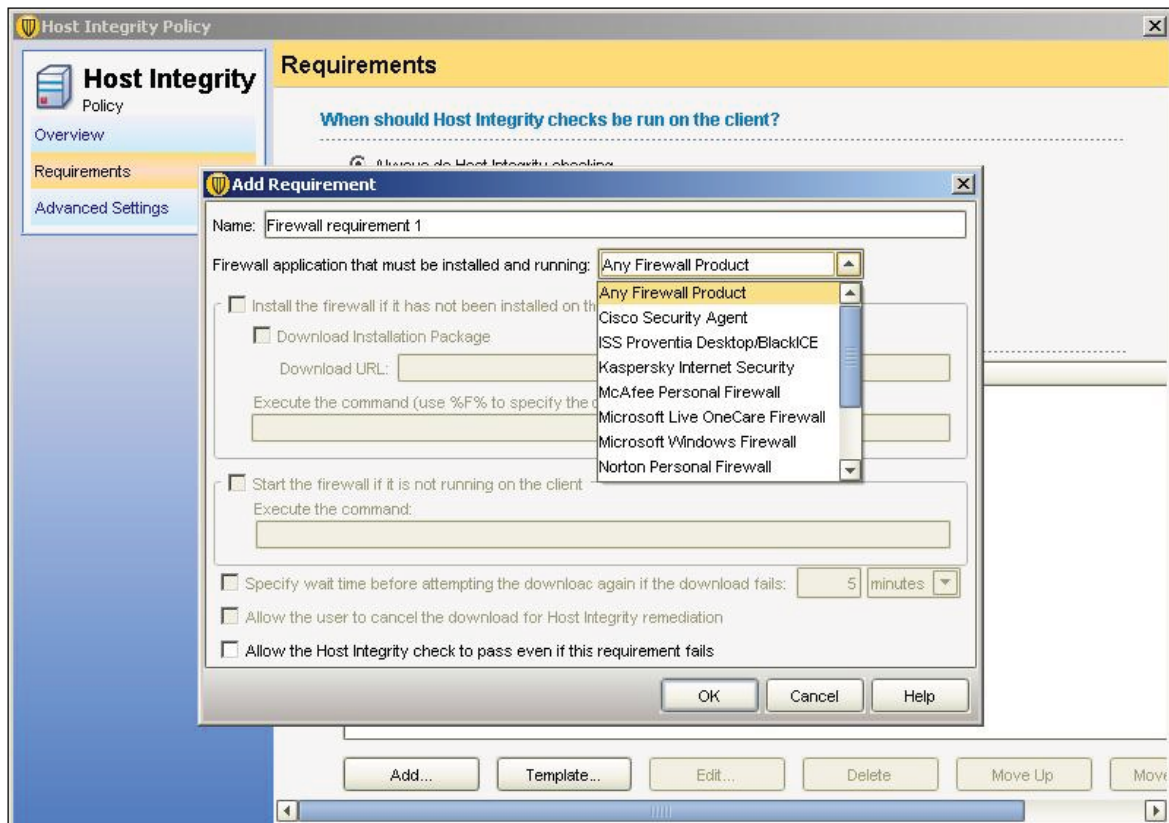 Host Integrity Policy
Host Integrity
Policy
Overview
Requirements
Advanced Settings
Requirements
When should Host Integrity checks be run on the client?
Always do Host Integrity checking
Add Requirement
Name: Firewall requirement 1
Firewall application that must be installed and running: Any Firewall Product
Any Firewall Product
Cisco Security Agent
ISS Proventia Desktop/BlackICE
Kaspersky Internet Security
McAfee Personal Firewall
Microsoft Live OneCare Firewall
Microsoft Windows Firewall
Norton Personal Firewall
Install the firewall if it has not been installed on th
Download Installation Package
Download URL:
Execute the command (use %F% to specify the
Start the firewall if it is not running on the client
Execute the command:
Specify wait time before attempting the download again if the download fails: 5 minutes
Allow the user to cancel the download for Host Integrity remediation
Allow the Host Integrity check to pass even if this requirement fails
OK Cancel Help
Add... Template... Edit... Delete Move Up Move